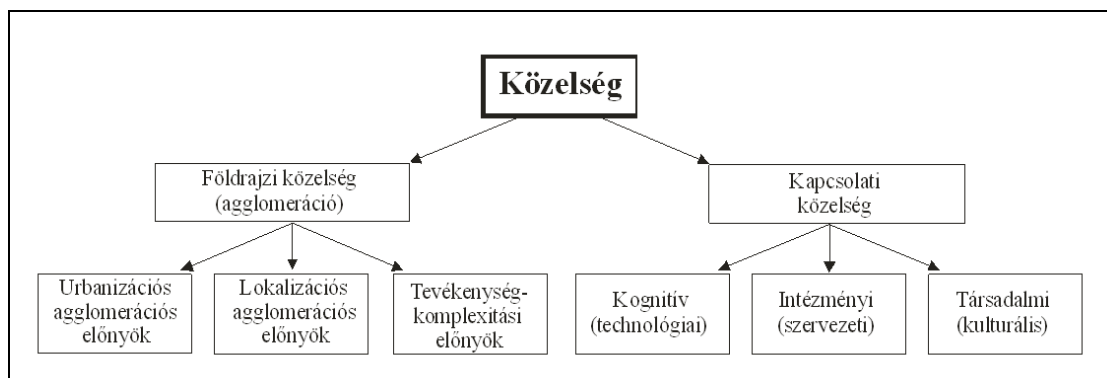 Közelség
Földrajzi közelség
(agglomeráció)
Kapcsolati
közelség
Urbanizációs
agglomerációs
előnyök
Lokalizációs
agglomerációs
előnyök
Tevékenység-
komplexitási
előnyök
Kognitív
(technológiai)
Intézményi
(szervezeti)
Társadalmi
(kulturális)